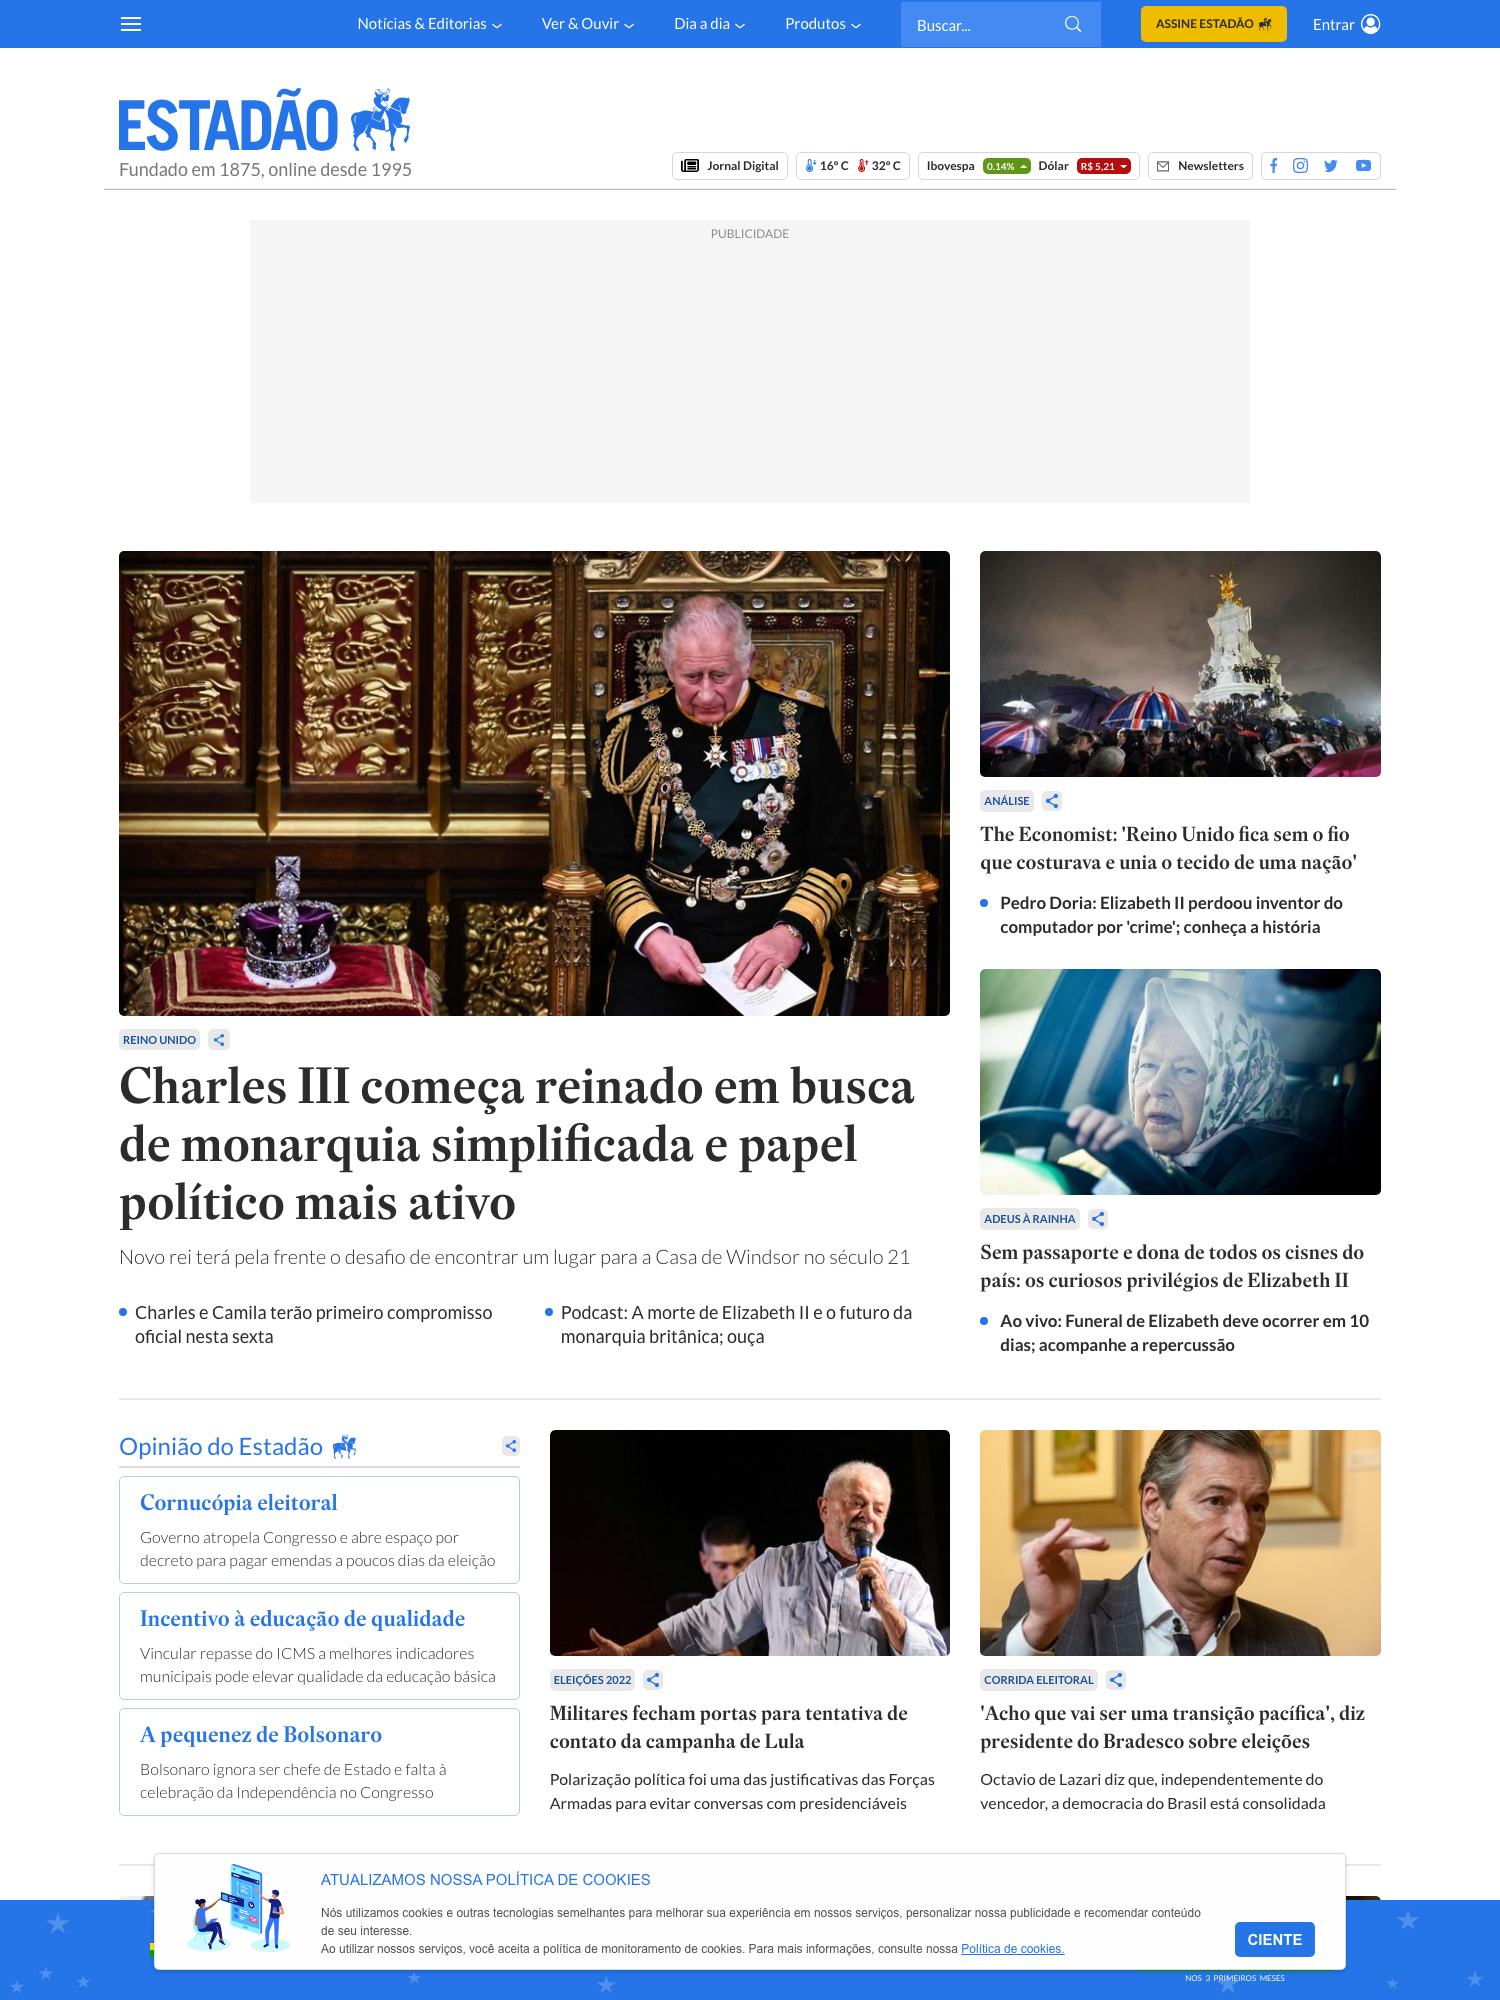 Notícias & Editorias
Ver & Ouvir
Dia a dia
Produtos
Buscar...
ASSINE ESTADÃO
Entrar
ESTADÃO
Fundado em 1875, online desde 1995
Jornal Digital
16º C
32º C
Ibovespa
0.14%
Dólar
R$ 5,21
Newsletters
PUBLICIDADE
REINO UNIDO
Charles III começa reinado em busca
de monarquia simplificada e papel
político mais ativo
Novo rei terá pela frente o desafio de encontrar um lugar para a Casa de Windsor no século 21
Charles e Camila terão primeiro compromisso
oficial nesta sexta
Podcast: A morte de Elizabeth II e o futuro da
monarquia britânica; ouça
ANÁLISE
The Economist: 'Reino Unido fica sem o fio
que costurava e unia o tecido de uma nação'
Pedro Doria: Elizabeth II perdoou inventor do
computador por 'crime'; conheça a história
ADEUS À RAINHA
Sem passaporte e dona de todos os cisnes do
país: os curiosos privilégios de Elizabeth II
Ao vivo: Funeral de Elizabeth deve ocorrer em 10
dias; acompanhe a repercussão
Opinião do Estadão
Cornucópia eleitoral
Governo atropela Congresso e abre espaço por
decreto para pagar emendas a poucos dias da eleição
Incentivo à educação de qualidade
Vincular repasse do ICMS a melhores indicadores
municipais pode elevar qualidade da educação básica
A pequenez de Bolsonaro
Bolsonaro ignora ser chefe de Estado e falta à
celebração da Independência no Congresso
ELEIÇÕES 2022
Militares fecham portas para tentativa de
contato da campanha de Lula
Polarização política foi uma das justificativas das Forças
Armadas para evitar conversas com presidenciáveis
CORRIDA ELEITORAL
'Acho que vai ser uma transição pacífica', diz
presidente do Bradesco sobre eleições
Octavio de Lazari diz que, independentemente do
vencedor, a democracia do Brasil está consolidada
ATUALIZAMOS NOSSA POLÍTICA DE COOKIES
Nós utilizamos cookies e outras tecnologias semelhantes para melhorar sua experiência em nossos serviços, personalizar nossa publicidade e recomendar conteúdo
de seu interesse.
Ao utilizar nossos serviços, você aceita a política de monitoramento de cookies. Para mais informações, consulte nossa Política de cookies.
CIENTE
NOS 3 PRIMEIROS MESES